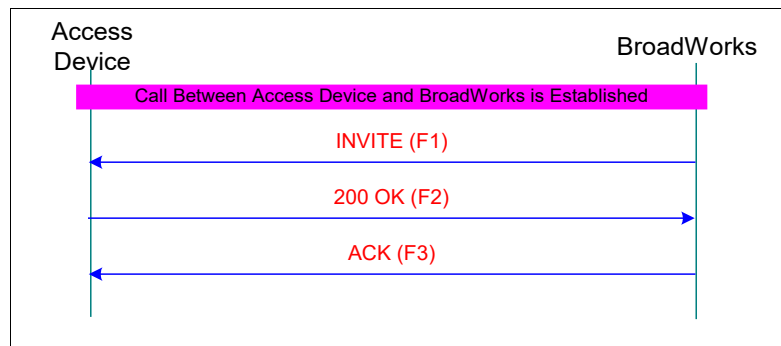 Access
Device
BroadWorks
Call Between Access Device and BroadWorks is Established
INVITE (F1)
200 OK (F2)
ACK (F3)